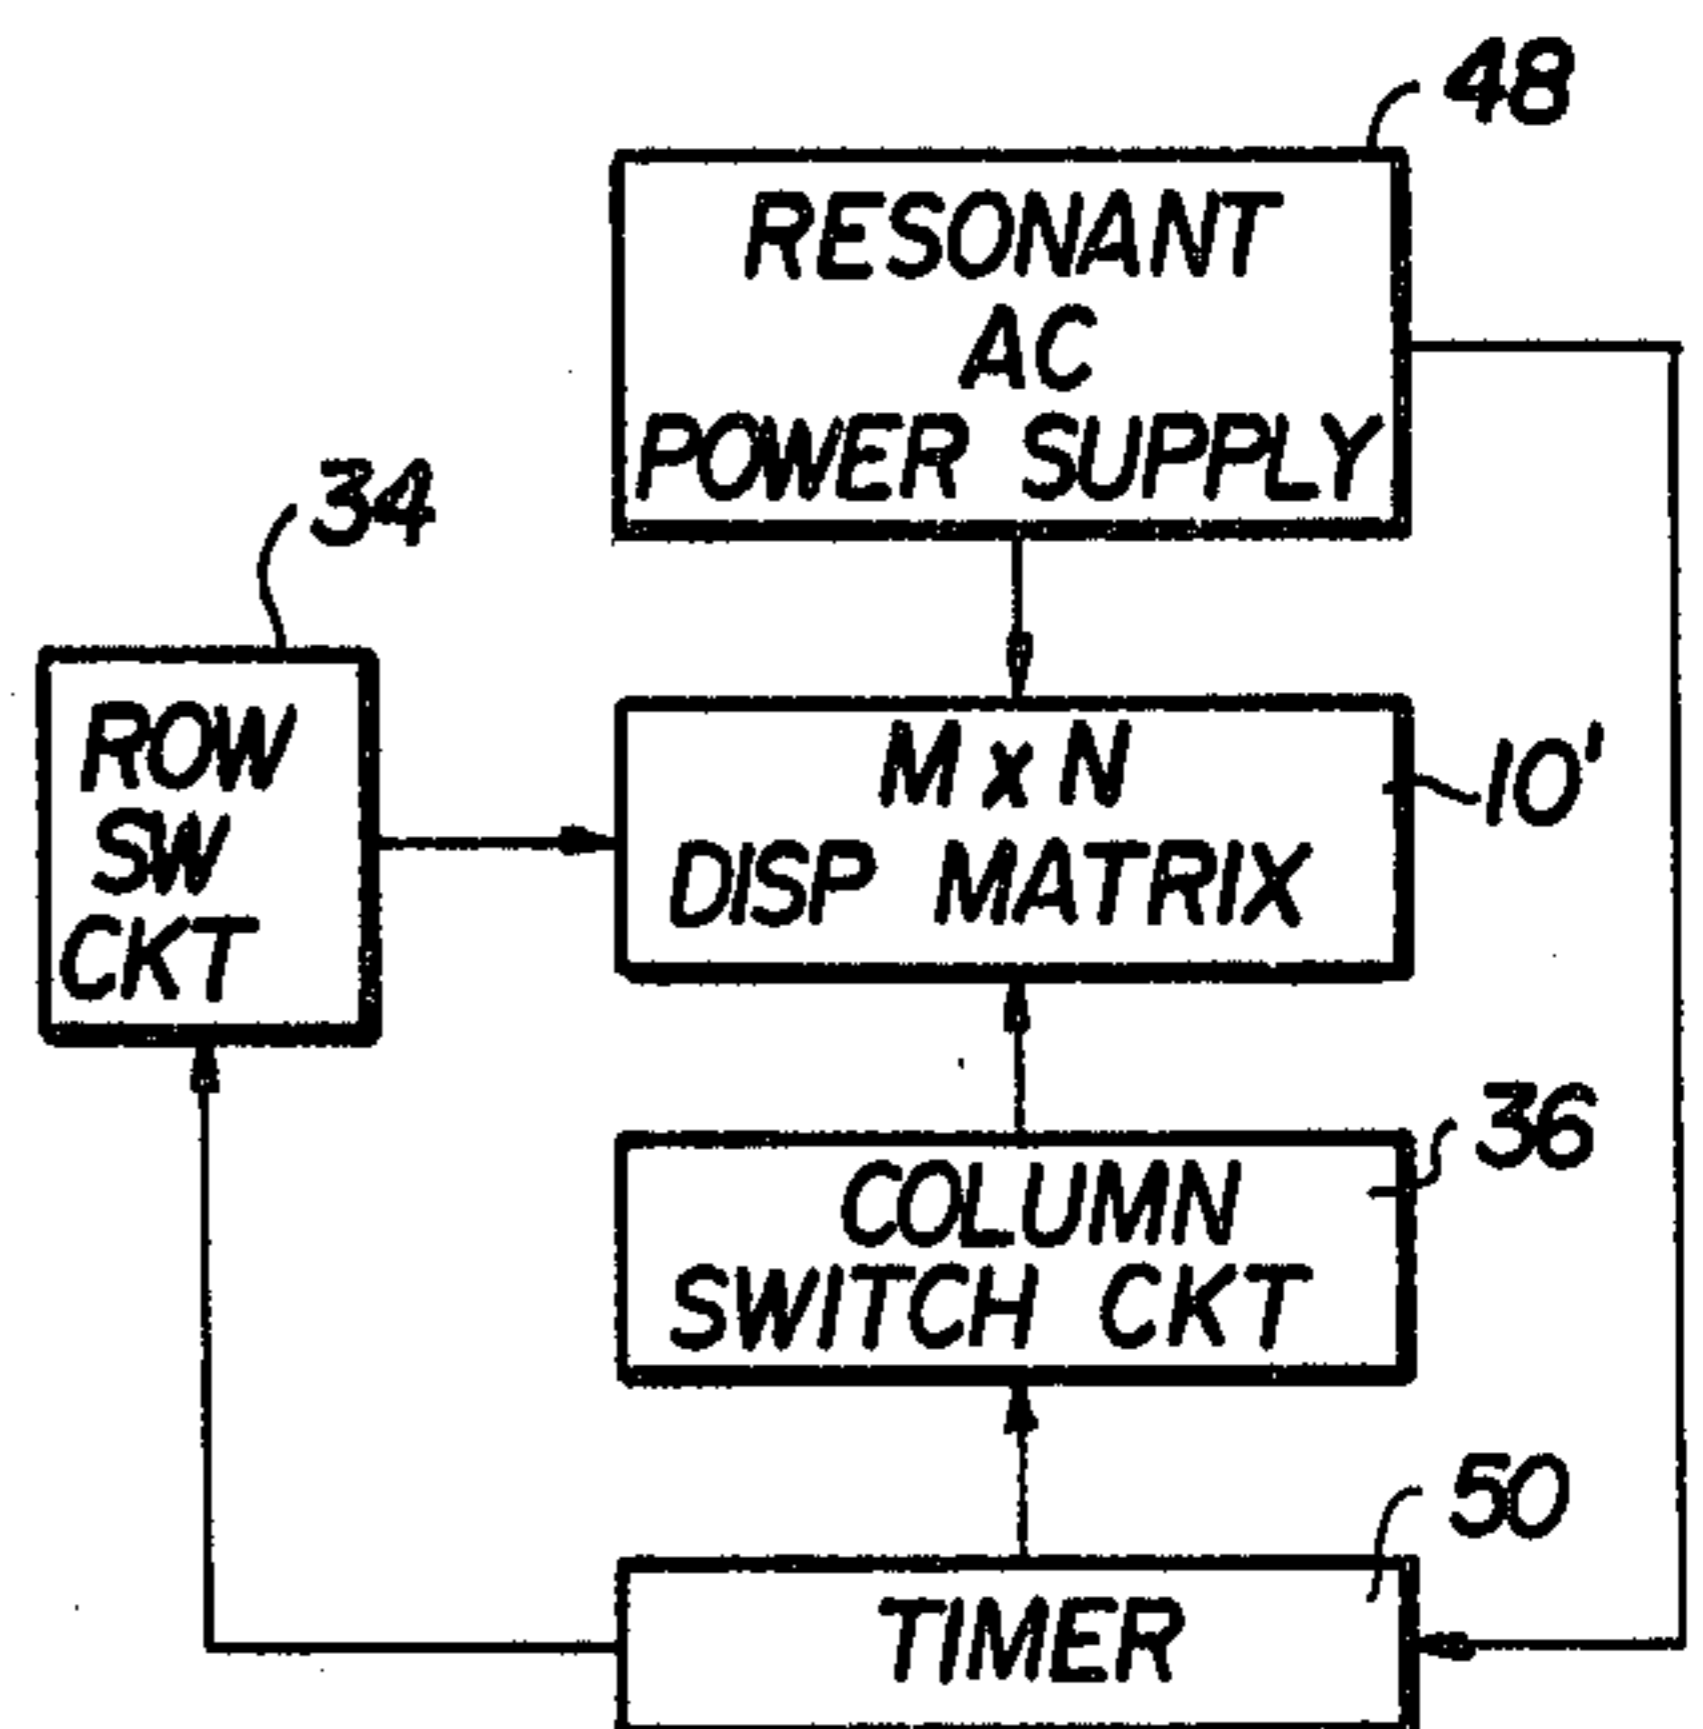 48
RESONANT
AC
POWER SUPPLY
34
ROW
SW
CKT
M x N
DISP MATRIX
10'
36
COLUMN
SWITCH CKT
50
TIMER